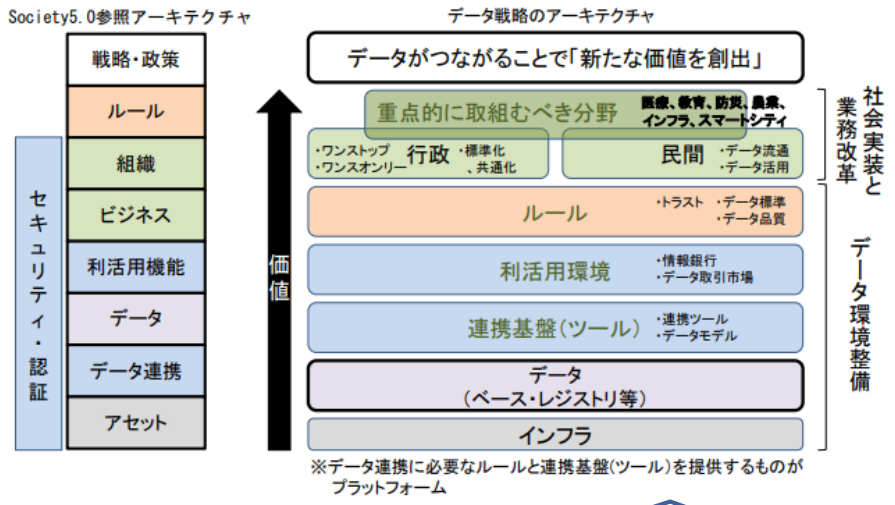 Society5.0参照アーキテクチャ
データ戦略のアーキテクチャ
戦略・政策
ルール
組織
ビジネス
利活用機能
データ
データ連携
アセット
セキュリティ・認証
価値
データがつながることで「新たな価値を創出」
重点的に取組むべき分野
医療、教育、防災、農業、
インフラ、スマートシティ
・ワンストップ
・ワンスオンリー
行政
・標準化
、共通化
民間
・データ流通
・データ活用
ルール
・トラスト ・データ標準
・データ品質
利活用環境
・情報銀行
・データ取引市場
連携基盤(ツール)
・連携ツール
・データモデル
データ
(ベース・レジストリ等)
インフラ
社会実装と
業務改革
データ環境整備
※データ連携に必要なルールと連携基盤(ツール)を提供するものが
プラットフォーム